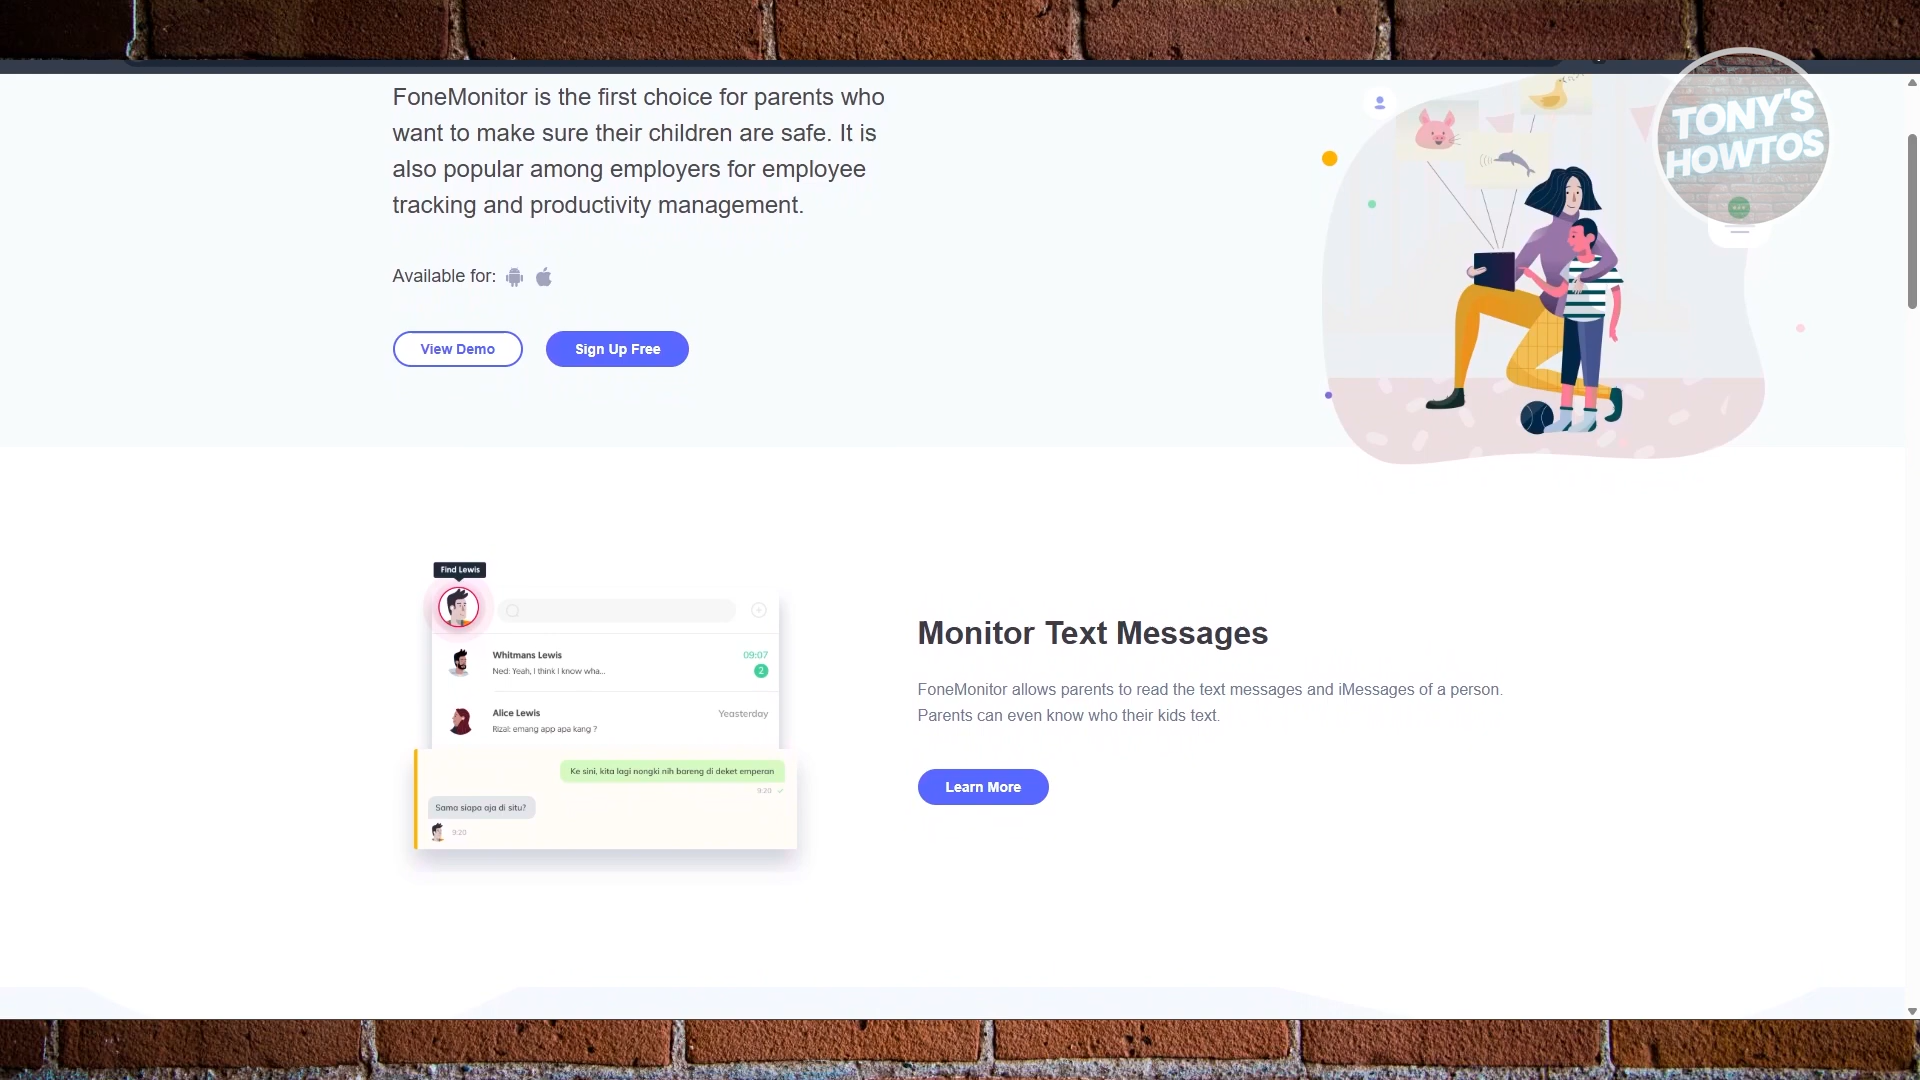 FoneMonitor is the first choice for parents who
want to make sure their children are safe. It is
also popular among employers for employee
tracking and productivity management.
TONY'S
HOWTOS
Available for:
View Demo
Sign Up Free
Find Lewis
Whitmans Lewis
09:07
Ned: Yeah, I think I know wha...
2
Alice Lewis
Yeasterday
Rizal: emang app apa kang ?
Ke sini, kita lagi nongki nih bareng di deket emperan
9:20
Sama siapa aja di situ?
9:20
Monitor Text Messages
FoneMonitor allows parents to read the text messages and iMessages of a person.
Parents can even know who their kids text.
Learn More